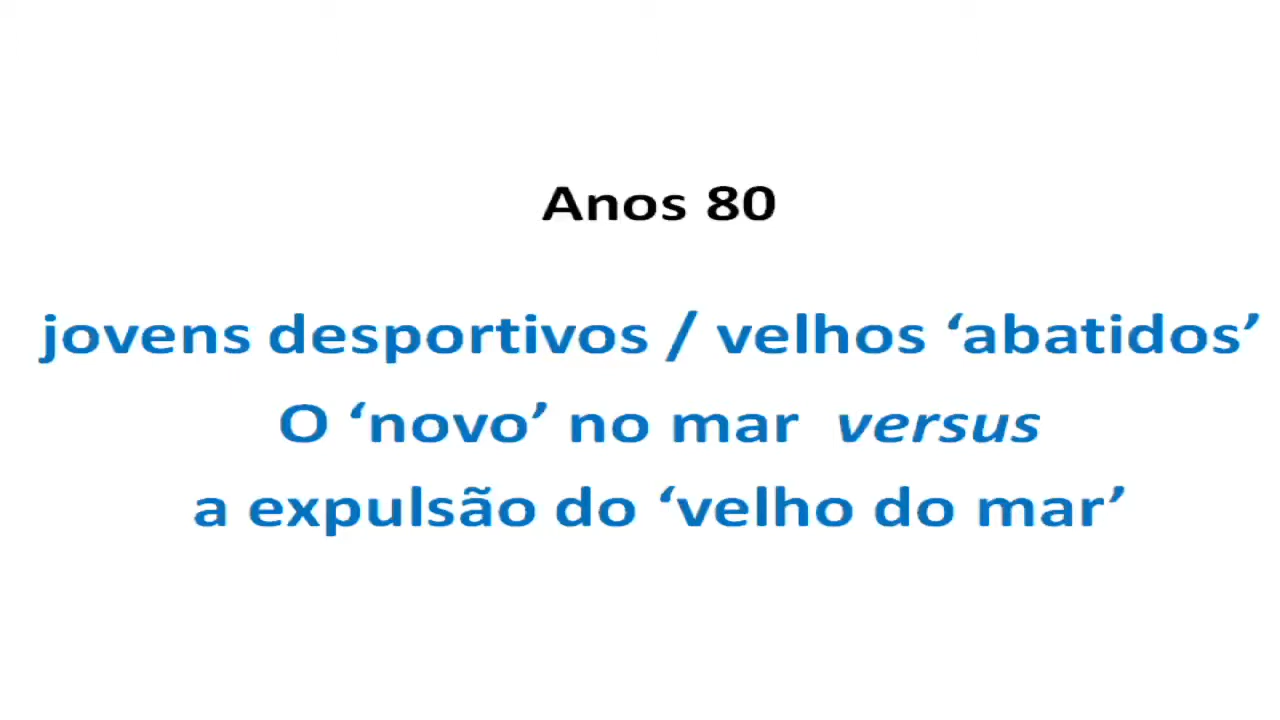 Anos 80
jovens desportivos / velhos ‘abatidos’
O ‘novo’ no mar versus
a expulsão do ‘velho do mar’